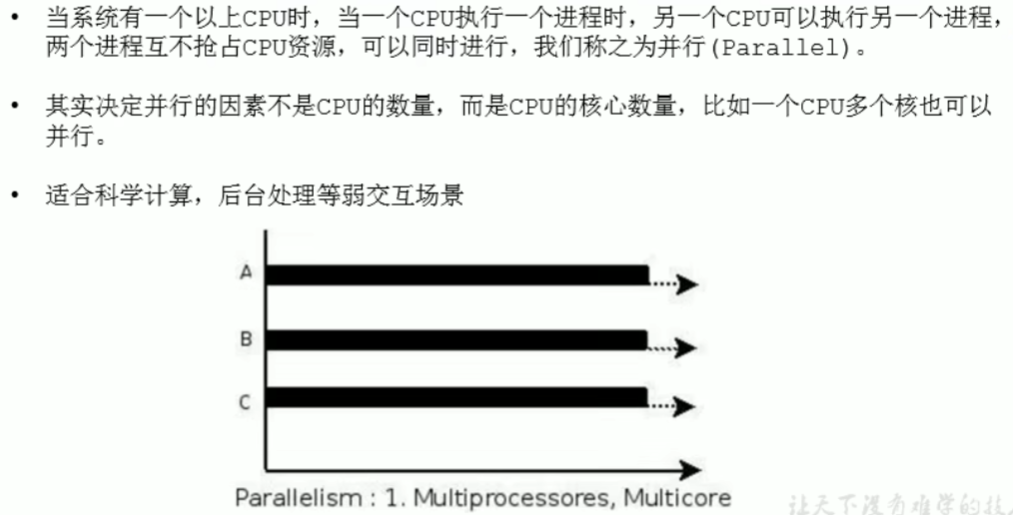 • 当系统有一个以上CPU时，当一个CPU执行一个进程时，另一个CPU可以执行另一个进程，
两个进程互不抢占CPU资源，可以同时进行，我们称之为并行(Parallel)。
• 其实决定并行的因素不是CPU的数量，而是CPU的核心数量，比如一个CPU多个核也可以
并行。
• 适合科学计算，后台处理等弱交互场景
A
B
C
Parallelism : 1. Multiprocessores, Multicore
让天下没有难学的技